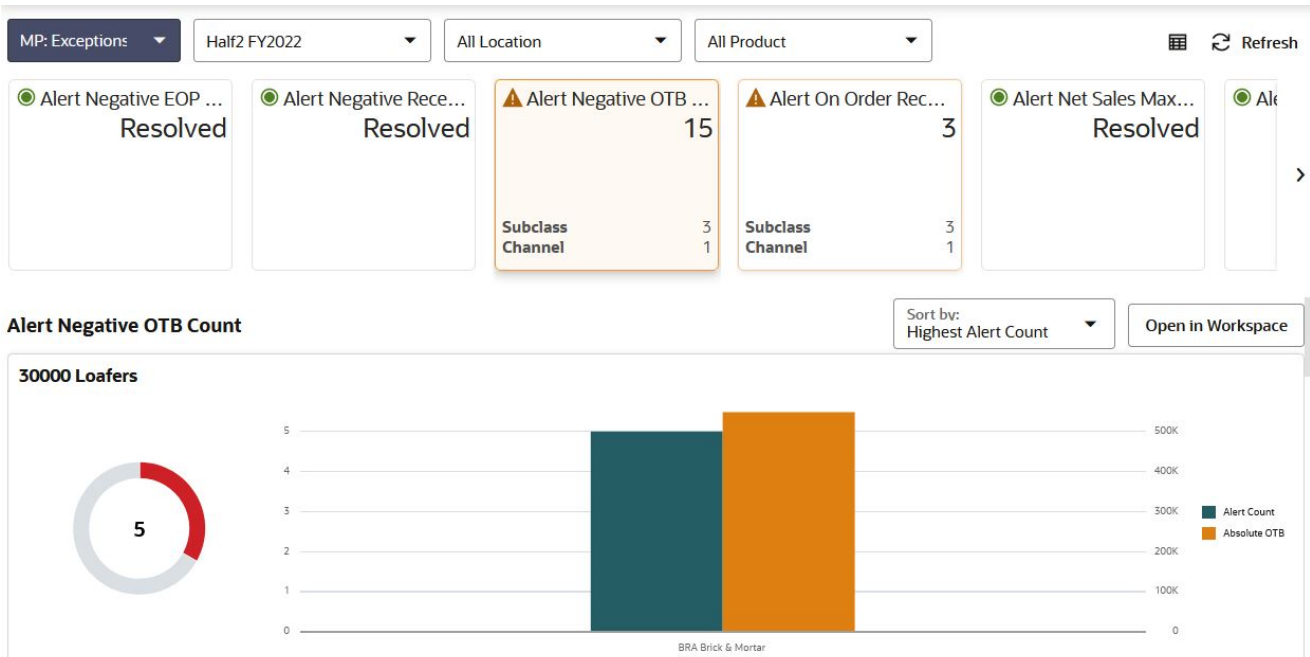 MP: Exceptions
Half2 FY2022
All Location
All Product
Refresh
Alert Negative EOP ...
Resolved
Alert Negative Rece...
Resolved
Alert Negative OTB ...
15
Subclass 3
Channel 1
Alert On Order Rec...
3
Subclass 3
Channel 1
Alert Net Sales Max...
Resolved
Alert Negative OTB Count
Sort by:
Highest Alert Count
Open in Workspace
30000 Loafers
5
5
4
3
2
1
0
500K
400K
300K
200K
100K
0
BRA Brick & Mortar
Alert Count
Absolute OTB